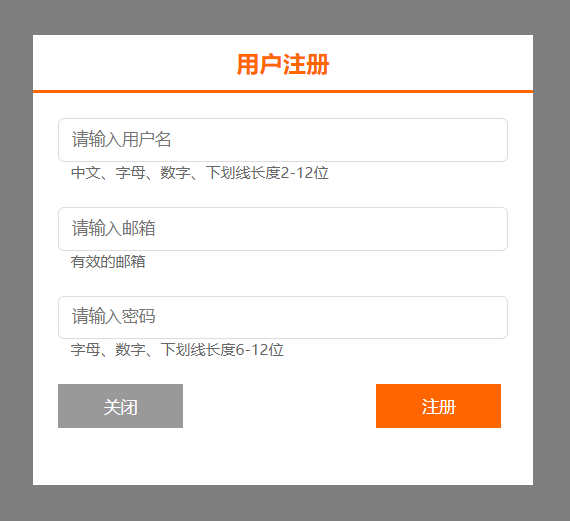 用户注册
请输入用户名
中文、字母、数字、下划线长度2-12位
请输入邮箱
有效的邮箱
请输入密码
字母、数字、下划线长度6-12位
关闭
注册